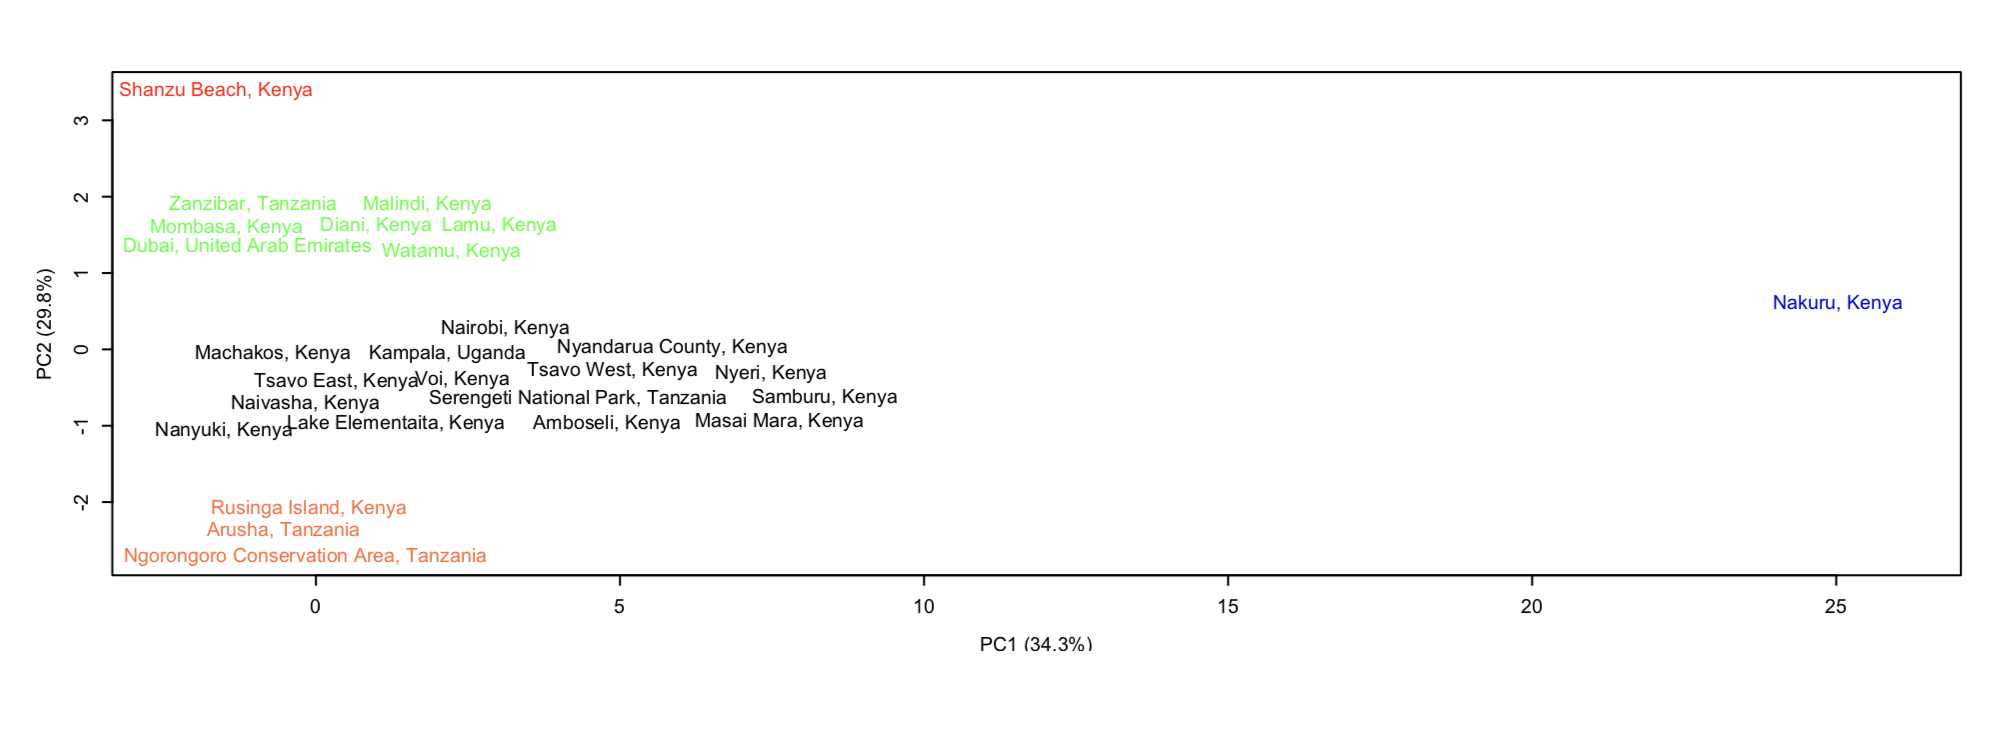 Shanzu Beach, Kenya
3
2
1
0
-1
-2
PC2 (29.8%)
Zanzibar, Tanzania Malindi, Kenya
Mombasa, Kenya Diani, Kenya Lamu, Kenya
Dubai, United Arab Emirates Watamu, Kenya
Nakuru, Kenya
Nairobi, Kenya
Machakos, Kenya Kampala, Uganda Nyandarua County, Kenya
Tsavo East, Kenya Voi, Kenya Tsavo West, Kenya Nyeri, Kenya
Naivasha, Kenya Serengeti National Park, Tanzania Samburu, Kenya
Nanyuki, Kenya Lake Elementaita, Kenya Amboseli, Kenya Masai Mara, Kenya
Rusinga Island, Kenya
Arusha, Tanzania
Ngorongoro Conservation Area, Tanzania
0 5 10 15 20 25
PC1 (34.3%)